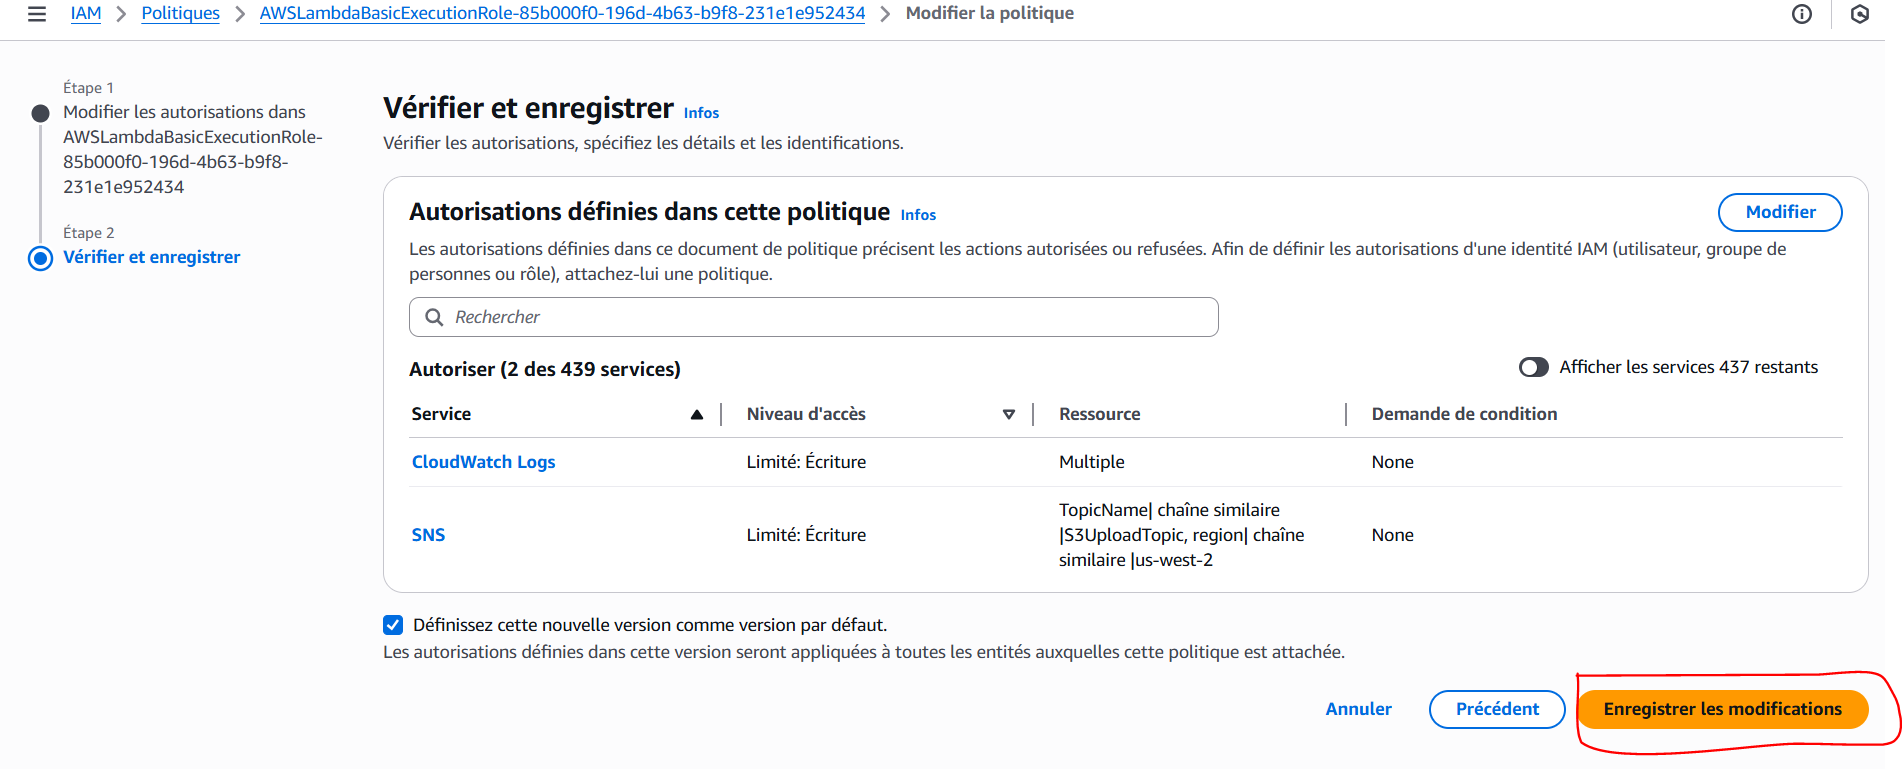 IAM > Politiques > AWSLambdaBasicExecutionRole-85b000f0-196d-4b63-b9f8-231e1e952434 > Modifier la politique
Étape 1
Modifier les autorisations dans
AWSLambdaBasicExecutionRole-
85b000f0-196d-4b63-b9f8-
231e1e952434
Étape 2
Vérifier et enregistrer
Vérifier et enregistrer Infos
Vérifier les autorisations, spécifiez les détails et les identifications.
Autorisations définies dans cette politique Infos
Modifier
Les autorisations définies dans ce document de politique précisent les actions autorisées ou refusées. Afin de définir les autorisations d'une identité IAM (utilisateur, groupe de
personnes ou rôle), attachez-lui une politique.
Rechercher
Autoriser (2 des 439 services)
Afficher les services 437 restants
Service Niveau d'accès Ressource Demande de condition
CloudWatch Logs Limité: Écriture Multiple None
TopicName| chaîne similaire
SNS Limité: Écriture |S3UploadTopic, region| chaîne None
similaire |us-west-2
Définissez cette nouvelle version comme version par défaut.
Les autorisations définies dans cette version seront appliquées à toutes les entités auxquelles cette politique est attachée.
Annuler Précédent Enregistrer les modifications